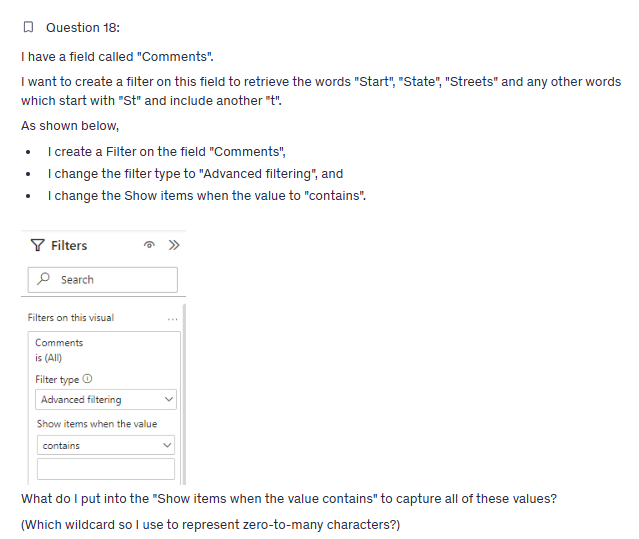 Question 18:
I have a field called "Comments".
I want to create a filter on this field to retrieve the words "Start", "State", "Streets" and any other words
which start with "St" and include another "t".
As shown below,
• I create a Filter on the field "Comments",
• I change the filter type to "Advanced filtering", and
• I change the Show items when the value to "contains".
Filters
Search
Filters on this visual ...
Comments
is (All)
Filter type
Advanced filtering
Show items when the value
contains
What do I put into the "Show items when the value contains" to capture all of these values?
(Which wildcard so I use to represent zero-to-many characters?)